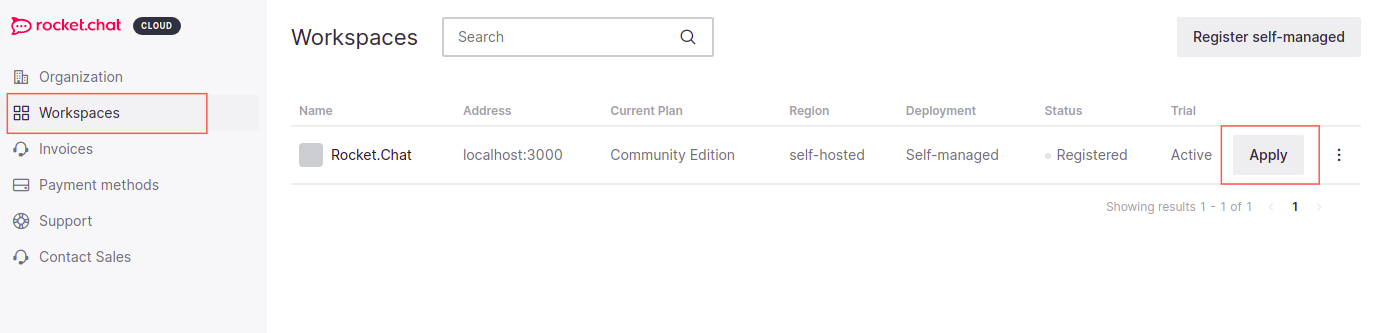 rocket.chat CLOUD
Organization
Workspaces
Invoices
Payment methods
Support
Contact Sales
Workspaces Search Register self-managed
Name Address Current Plan Region Deployment Status Trial
Rocket.Chat localhost:3000 Community Edition self-hosted Self-managed Registered Active Apply
Showing results 1 - 1 of 1 1